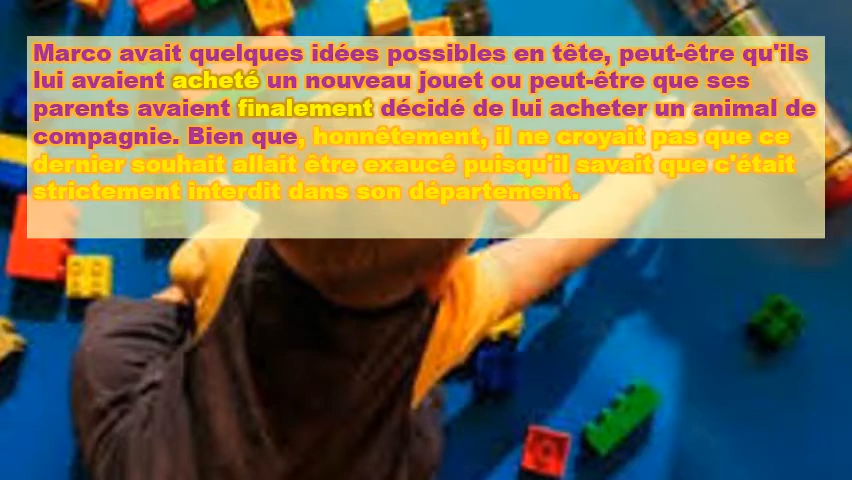 Marco avait quelques idées possibles en tête, peut-être qu'ils
lui avaient acheté un nouveau jouet ou peut-être que ses
parents avaient finalement décidé de lui acheter un animal de
compagnie. Bien que, honnêtement, il ne croyait pas que ce
dernier souhait allait être exaucé puisqu'il savait que c'était
strictement interdit dans son département.